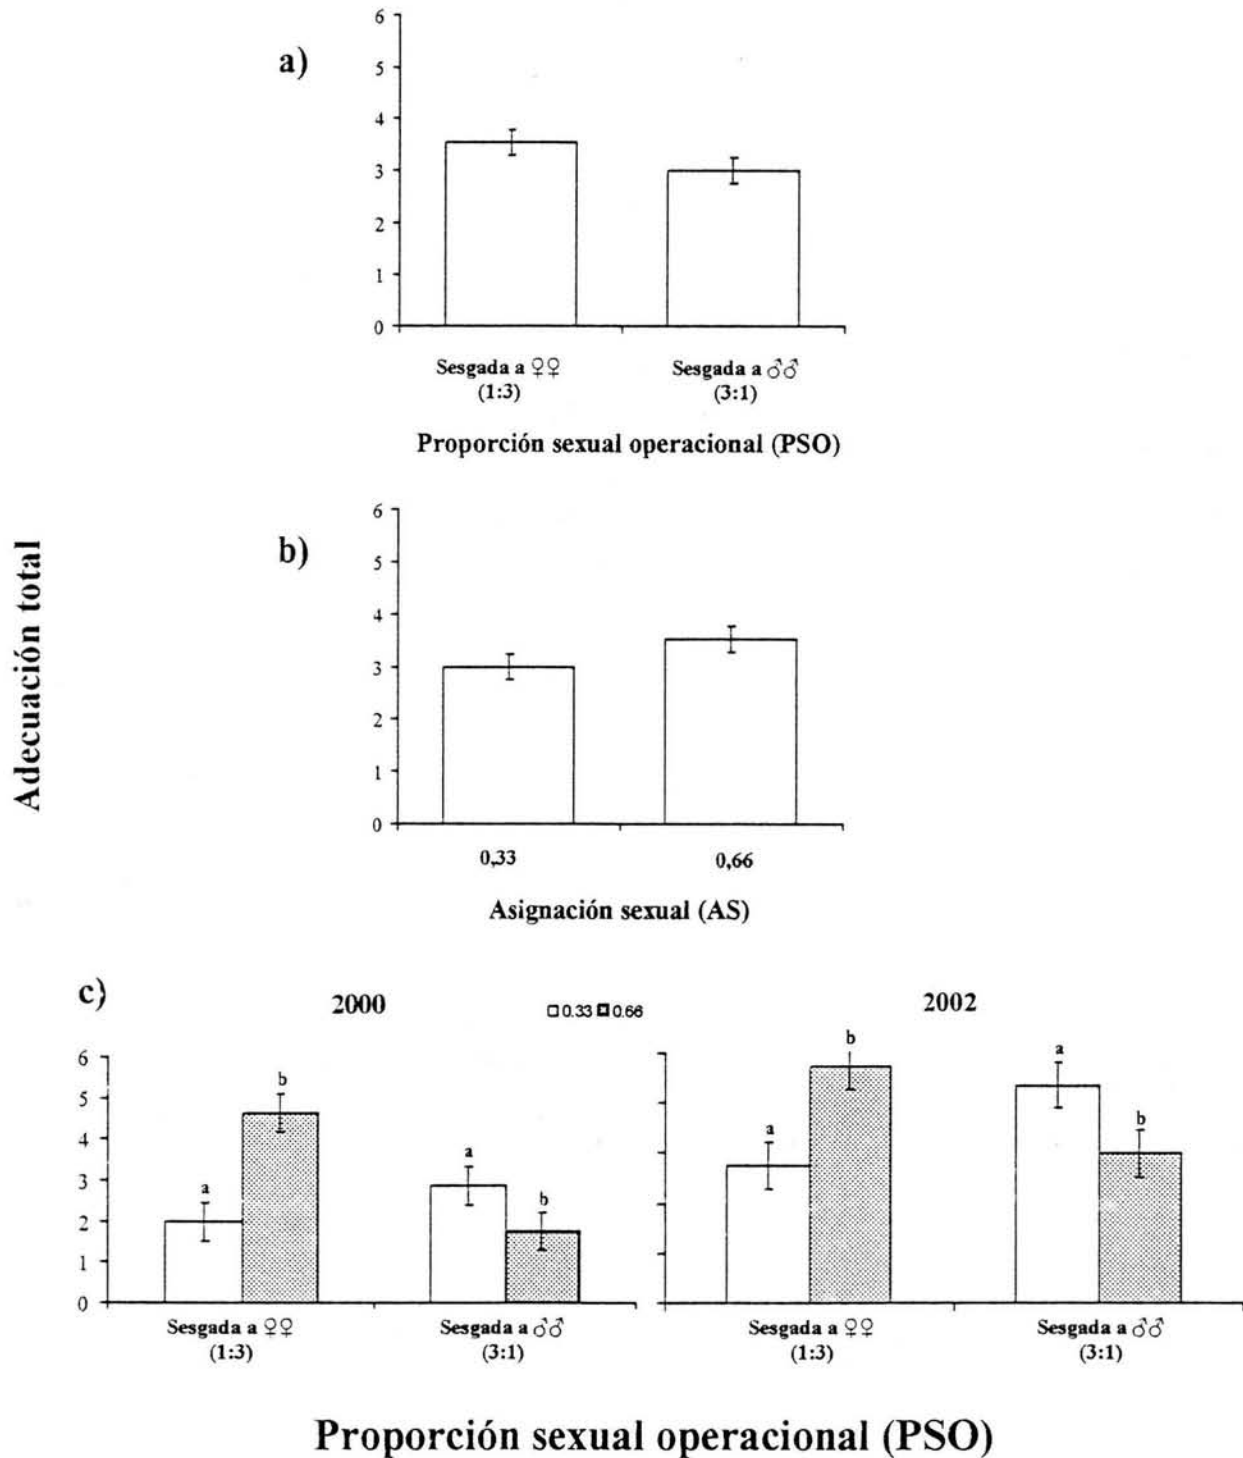 Adecuación total
a)
6
5
4
3
2
1
0
Sesgada a ♀♀
(1:3)
Sesgada a ♂♂
(3:1)
Proporción sexual operacional (PSO)
b)
6
5
4
3
2
1
0
0,33
0,66
Asignación sexual (AS)
c)
2000
0.33 0.66
2002
6
5
4
3
2
1
0
a
b
a
b
a
b
a
b
Sesgada a ♀♀
(1:3)
Sesgada a ♂♂
(3:1)
Sesgada a ♀♀
(1:3)
Sesgada a ♂♂
(3:1)
Proporción sexual operacional (PSO)